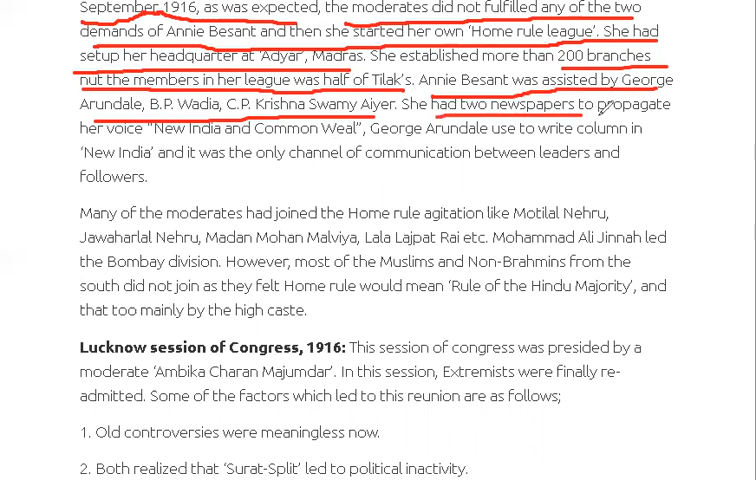 September 1916, as was expected, the moderates did not fulfilled any of the two
demands of Annie Besant and then she started her own ‘Home rule league’. She had
setup her headquarter at ‘Adyar’, Madras. She established more than 200 branches
nut the members in her league was half of Tilak’s. Annie Besant was assisted by George
Arundale, B.P. Wadia, C.P. Krishna Swamy Aiyer. She had two newspapers to propagate
her voice “New India and Common Weal”, George Arundale use to write column in
‘New India’ and it was the only channel of communication between leaders and
followers.
Many of the moderates had joined the Home rule agitation like Motilal Nehru,
Jawaharlal Nehru, Madan Mohan Malviya, Lala Lajpat Rai etc. Mohammad Ali Jinnah led
the Bombay division. However, most of the Muslims and Non-Brahmins from the
south did not join as they felt Home rule would mean ‘Rule of the Hindu Majority’, and
that too mainly by the high caste.
Lucknow session of Congress, 1916: This session of congress was presided by a
moderate ‘Ambika Charan Majumdar’. In this session, Extremists were finally re-
admitted. Some of the factors which led to this reunion are as follows;
1. Old controversies were meaningless now.
2. Both realized that ‘Surat-Split’ led to political inactivity.